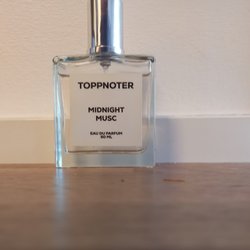 TOPPNOTER
MIDNIGHT
MUSC
EAU DU PARFUM
50 ML